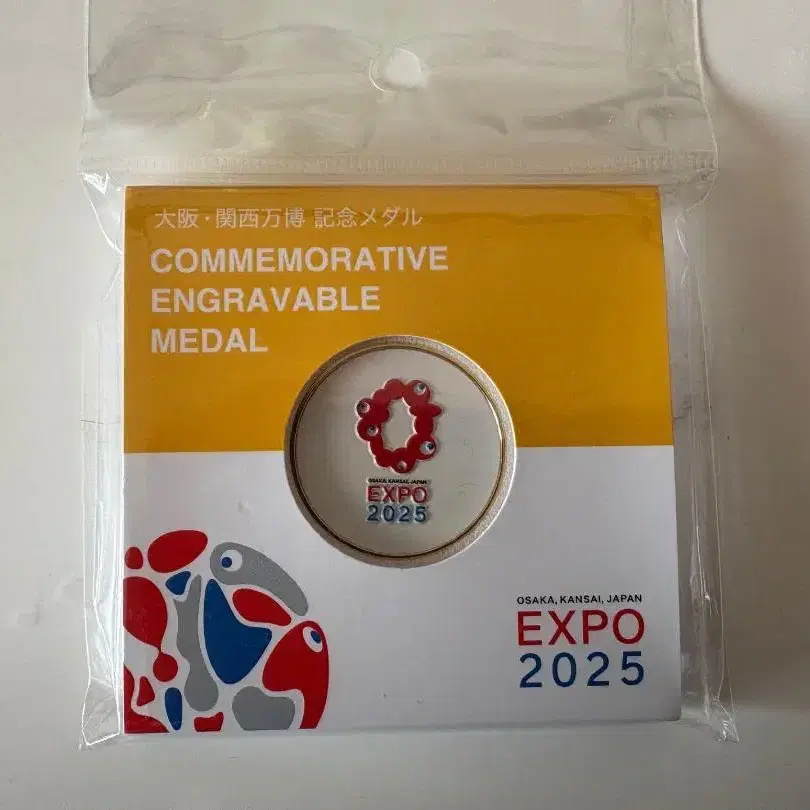 大阪・関西万博 記念メダル
COMMEMORATIVE
ENGRAVABLE
MEDAL
OSAKA, KANSAI, JAPAN
EXPO
2025
OSAKA, KANSAI, JAPAN
EXPO
2025